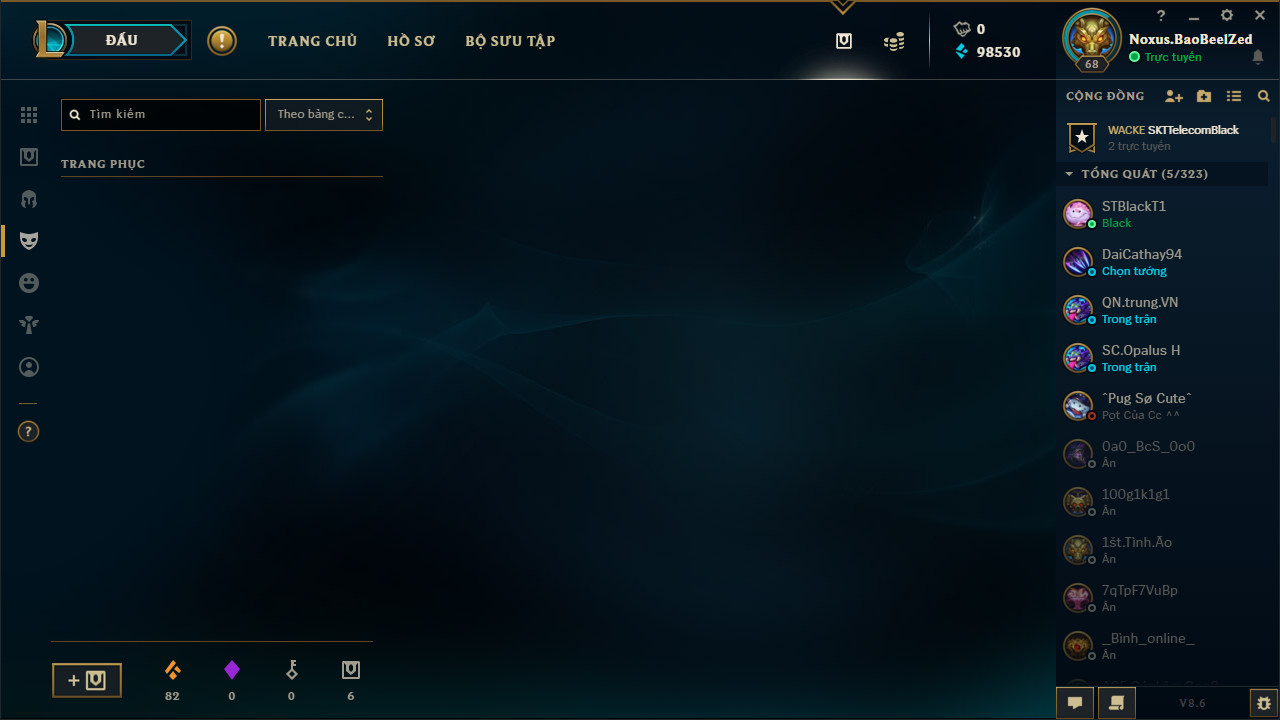 ĐẤU
TRANG CHỦ
HỒ SƠ
BỘ SƯU TẬP
0
98530
68
Noxus.BaoBeelZed
Trực tuyến
Tìm kiếm
Theo bảng c...
TRANG PHỤC
CỘNG ĐỒNG
WACKE SKTTelecomBlack
2 trực tuyến
TỔNG QUÁT (5/323)
STBlackT1
Black
DaiCathay94
Chọn tướng
QN.trung.VN
Trong trận
SC.Opalus H
Trong trận
ˆPug Sø Cuteˆ
Pọt Của Cc ^^
0a0_BcS_0o0
Ẩn
100g1k1g1
Ẩn
1št.Tình.Ão
Ẩn
7qTpF7VuBp
Ẩn
_Bình_online_
Ẩn
82
0
0
6
V8.6